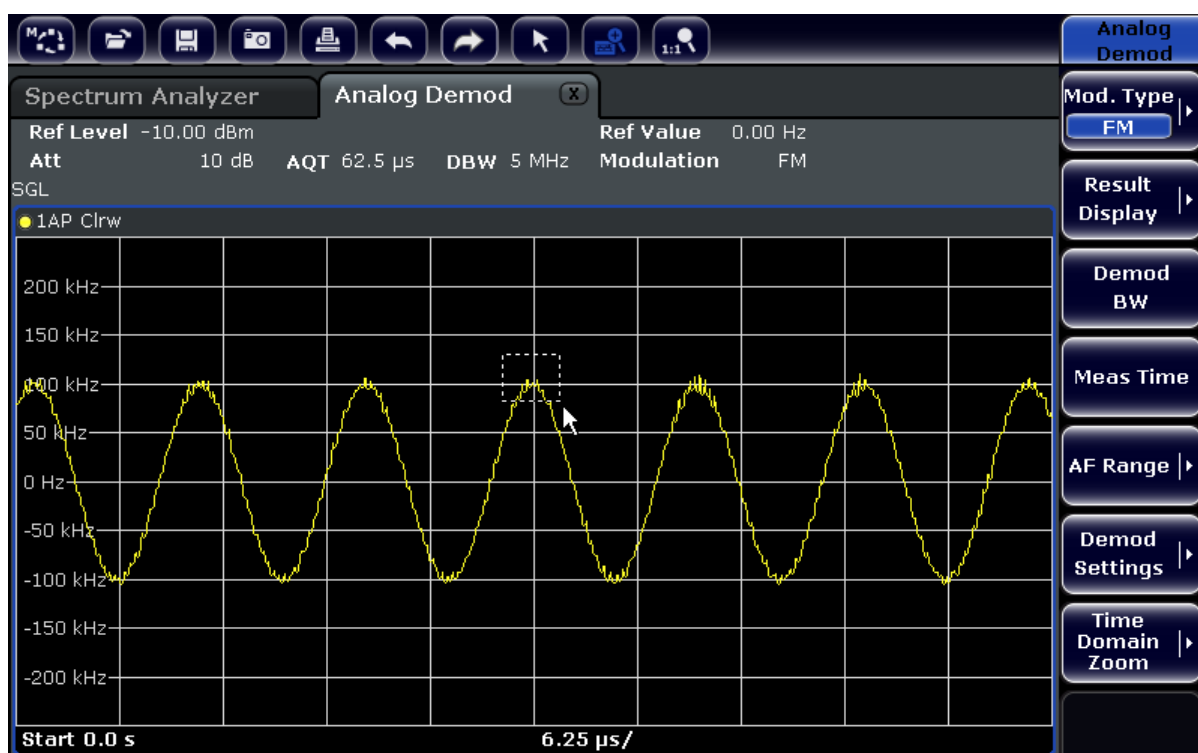 M
1:1
Analog
Demod
Spectrum Analyzer
Analog Demod
X
Ref Level -10.00 dBm
Ref Value 0.00 Hz
Att 10 dB AQT 62.5 µs DBW 5 MHz Modulation FM
SGL
1AP Clrw
200 kHz
150 kHz
100 kHz
50 kHz
0 Hz
-50 kHz
-100 kHz
-150 kHz
-200 kHz
Start 0.0 s
6.25 µs/
Mod. Type
FM
Result
Display
Demod
BW
Meas Time
AF Range
Demod
Settings
Time
Domain
Zoom